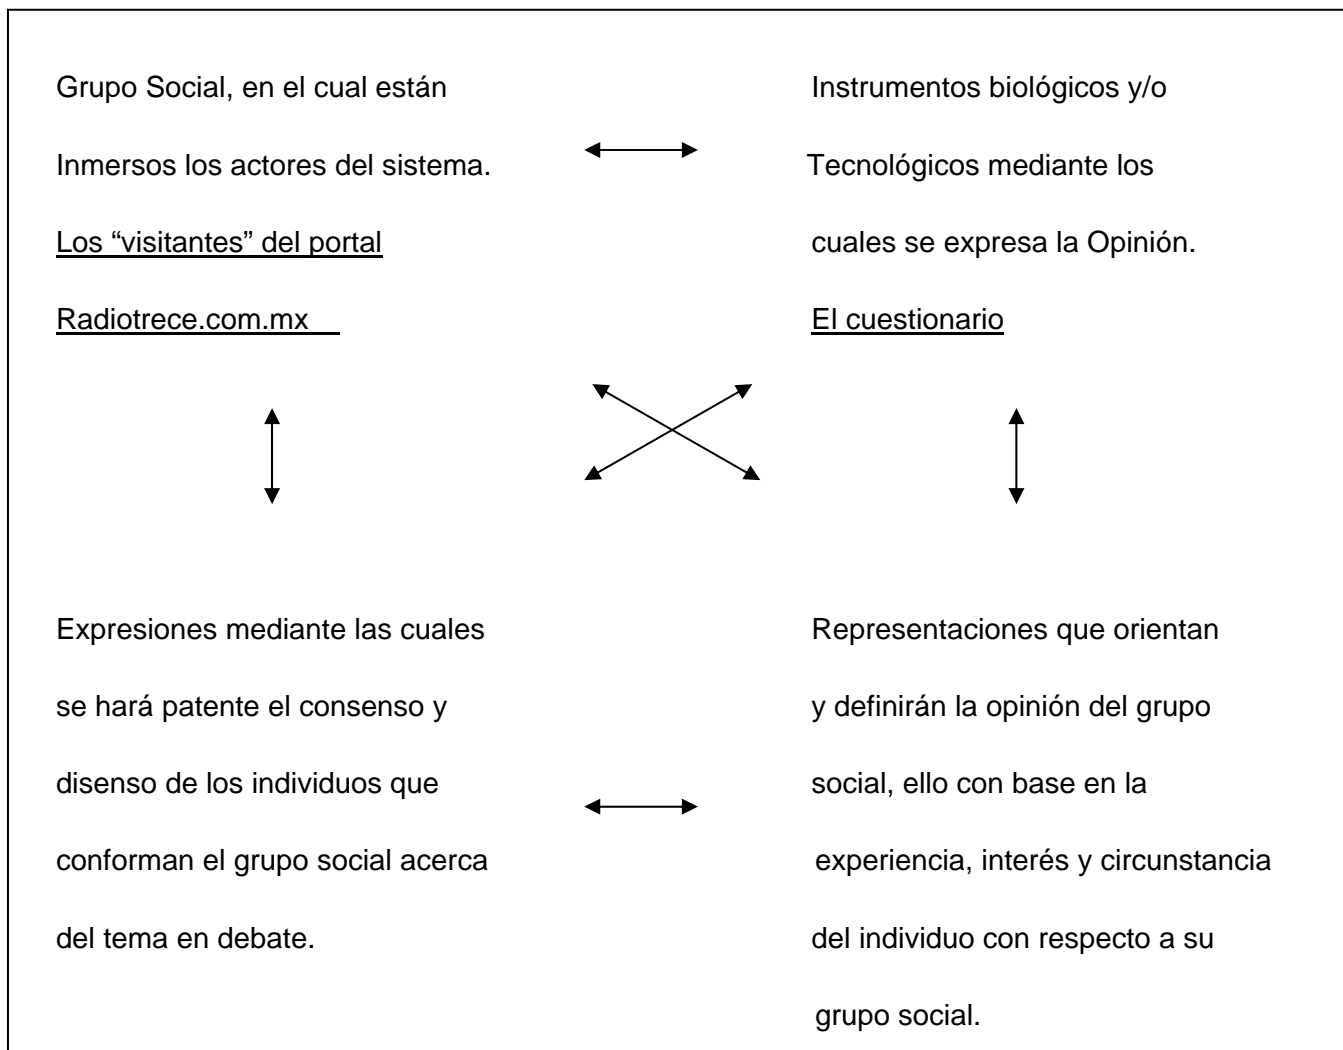 Grupo Social, en el cual están
Inmersos los actores del sistema.
Los “visitantes” del portal
Radiotrece.com.mx
Instrumentos biológicos y/o
Tecnológicos mediante los
cuales se expresa la Opinión.
El cuestionario
Expresiones mediante las cuales
se hará patente el consenso y
disenso de los individuos que
conforman el grupo social acerca
del tema en debate.
Representaciones que orientan
y definirán la opinión del grupo
social, ello con base en la
experiencia, interés y circunstancia
del individuo con respecto a su
grupo social.